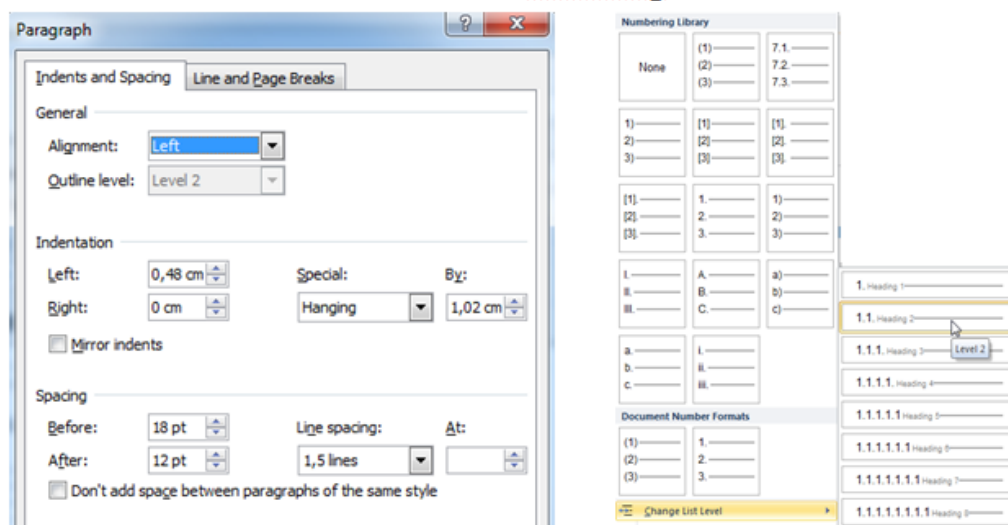 Paragraph
Indents and Spacing
Line and Page Breaks
General
Alignment: Left
Outline level: Level 2
Indentation
Left: 0,48 cm Special: By:
Right: 0 cm Hanging 1,02 cm
Mirror indents
Spacing
Before: 18 pt Line spacing: At:
After: 12 pt 1,5 lines
Don't add space between paragraphs of the same style
Numbering Library
None
(1)
(2)
(3)
7.1.
7.2.
7.3.
1)
2)
3)
[1]
[2]
[3]
[1].
[2].
[3].
[1].
[2].
[3].
1.
2.
3.
1)
2)
3)
I.
II.
III.
A.
B.
C.
a)
b)
c)
a.
b.
c.
i.
ii.
iii.
Document Number Formats
(1)
(2)
(3)
1.
2.
3.
Change List Level
1. Heading 1
1.1. Heading 2
Level 2
1.1.1. Heading 3
1.1.1.1. Heading 4
1.1.1.1.1 Heading 5
1.1.1.1.1.1 Heading 6
1.1.1.1.1.1.1 Heading 7
1.1.1.1.1.1.1.1 Heading 8